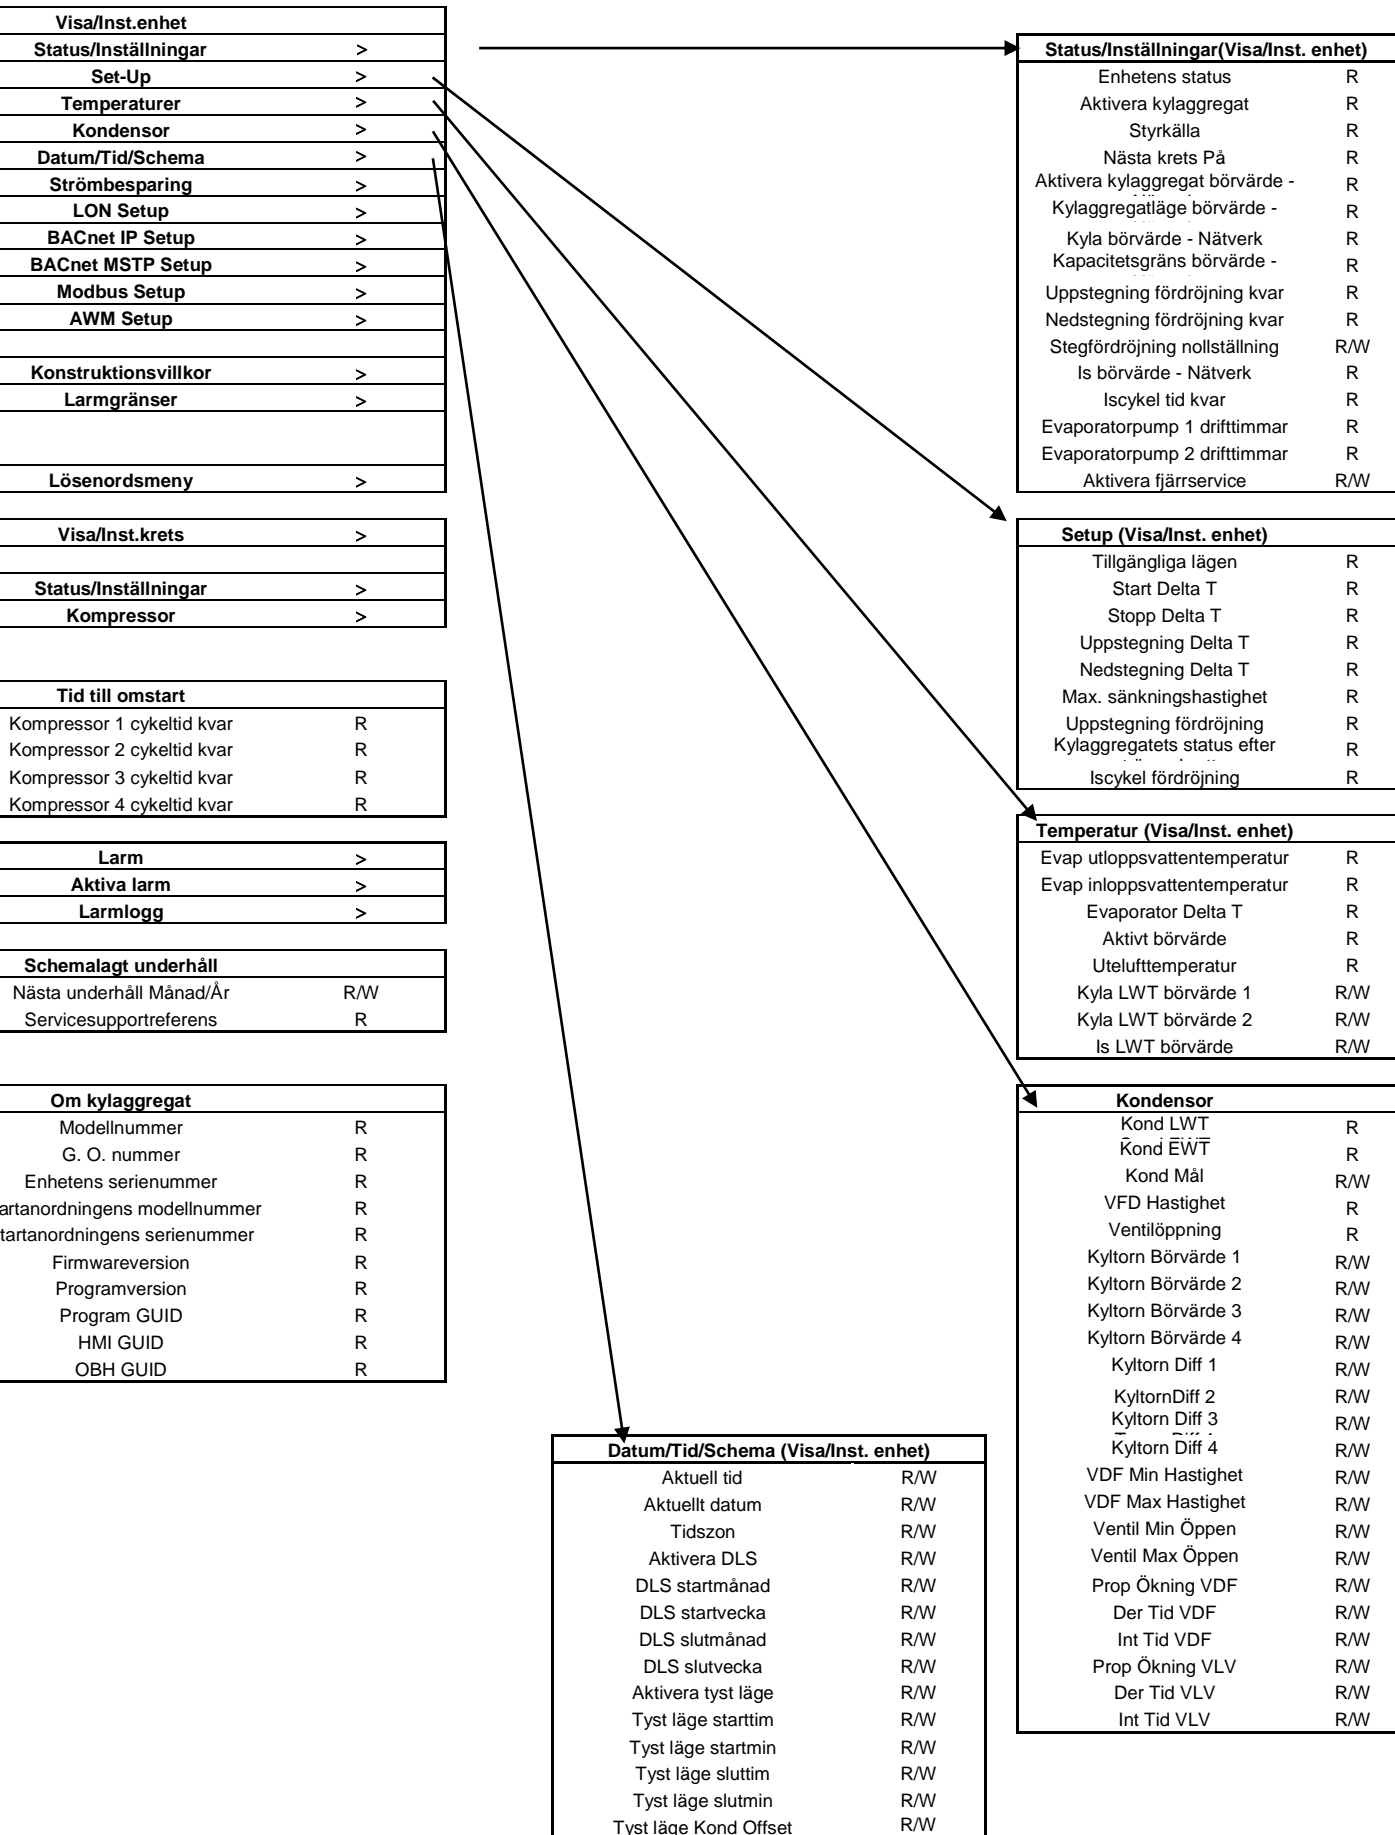 Visa/Inst.enhet
Status/Inställningar >
Set-Up >
Temperaturer >
Kondensor >
Datum/Tid/Schema >
Strömbesparing >
LON Setup >
BACnet IP Setup >
BACnet MSTP Setup >
Modbus Setup >
AWM Setup >
Konstruktionsvillkor >
Larmgränser >
Lösenordsmeny >
Visa/Inst.krets >
Status/Inställningar >
Kompressor >
Tid till omstart
Kompressor 1 cykeltid kvar R
Kompressor 2 cykeltid kvar R
Kompressor 3 cykeltid kvar R
Kompressor 4 cykeltid kvar R
Larm >
Aktiva larm >
Larmlogg >
Schemalagt underhåll
Nästa underhåll Månad/År R/W
Servicesupportreferens R
Om kylaggregat
Modellnummer R
G. O. nummer R
Enhetens serienummer R
artanordningens modellnummer R
tartanordningens serienummer R
Firmwareversion R
Programversion R
Program GUID R
HMI GUID R
OBH GUID R
Status/Inställningar(Visa/Inst. enhet)
Enhetens status R
Aktivera kylaggregat R
Styrkälla R
Nästa krets På R
Aktivera kylaggregat börvärde - R
Kylaggregatläge börvärde - R
Kyla börvärde - Nätverk R
Kapacitetsgräns börvärde - R
Uppstegning fördröjning kvar R
Nedstegning fördröjning kvar R
Stegfördröjning nollställning R/W
Is börvärde - Nätverk R
Iscykel tid kvar R
Evaporatorpump 1 drifttimmar R
Evaporatorpump 2 drifttimmar R
Aktivera fjärrservice R/W
Setup (Visa/Inst. enhet)
Tillgängliga lägen R
Start Delta T R
Stopp Delta T R
Uppstegning Delta T R
Nedstegning Delta T R
Max. sänkningshastighet R
Uppstegning fördröjning R
Kylaggregatets status efter R
Iscykel fördröjning R
Temperatur (Visa/Inst. enhet)
Evap utloppsvattentemperatur R
Evap inloppsvattentemperatur R
Evaporator Delta T R
Aktivt börvärde R
Utelufttemperatur R
Kyla LWT börvärde 1 R/W
Kyla LWT börvärde 2 R/W
Is LWT börvärde R/W
Kondensor
Kond LWT R
Kond EWT R
Kond Mål R/W
VFD Hastighet R
Ventilöppning R
Kyltorn Börvärde 1 R/W
Kyltorn Börvärde 2 R/W
Kyltorn Börvärde 3 R/W
Kyltorn Börvärde 4 R/W
Kyltorn Diff 1 R/W
KyltornDiff 2 R/W
Kyltorn Diff 3 R/W
Kyltorn Diff 4 R/W
VDF Min Hastighet R/W
VDF Max Hastighet R/W
Ventil Min Öppen R/W
Ventil Max Öppen R/W
Prop Ökning VDF R/W
Der Tid VDF R/W
Int Tid VDF R/W
Prop Ökning VLV R/W
Der Tid VLV R/W
Int Tid VLV R/W
Datum/Tid/Schema (Visa/Inst. enhet)
Aktuell tid R/W
Aktuellt datum R/W
Tidszon R/W
Aktivera DLS R/W
DLS startmånad R/W
DLS startvecka R/W
DLS slutmånad R/W
DLS slutvecka R/W
Aktivera tyst läge R/W
Tyst läge starttim R/W
Tyst läge startmin R/W
Tyst läge sluttim R/W
Tyst läge slutmin R/W
Tyst läge Kond Offset R/W